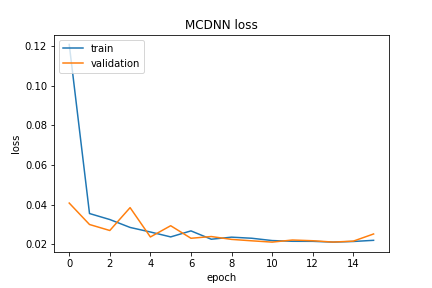 MCDNN loss
train
validation
loss
0.12
0.10
0.08
0.06
0.04
0.02
0 2 4 6 8 10 12 14
epoch